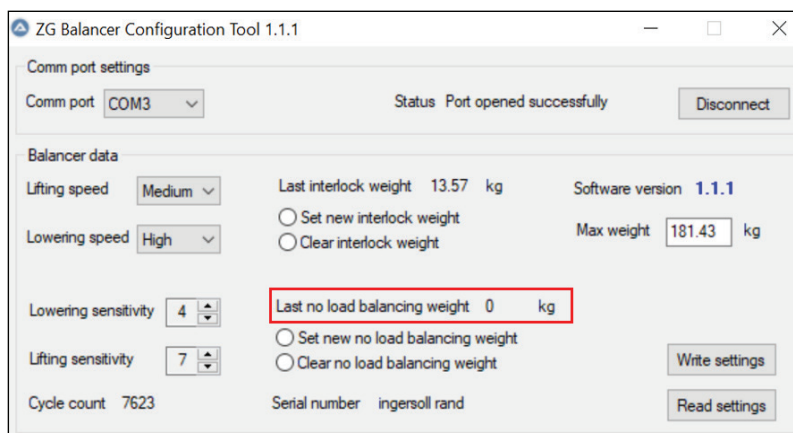 ZG Balancer Configuration Tool 1.1.1
Comm port settings
Comm port COM3 Status Port opened successfully Disconnect
Balancer data
Lifting speed Medium Last interlock weight 13.57 kg Software version 1.1.1
Set new interlock weight
Lowering speed High Clear interlock weight Max weight 181.43 kg
Lowering sensitivity 4 Last no load balancing weight 0 kg
Set new no load balancing weight
Lifting sensitivity 7 Clear no load balancing weight Write settings
Cycle count 7623 Serial number ingersoll rand Read settings